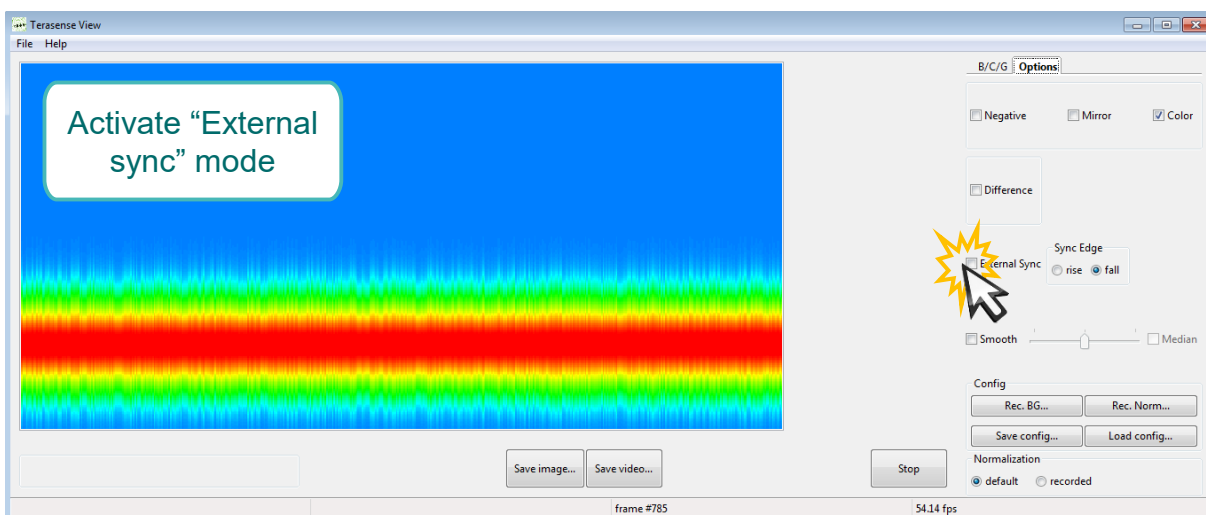 Terasense View
File Help
B/C/G Options
Activate “External
sync” mode
Negative Mirror Color
Difference
Sync Edge
External Sync rise fall
Smooth Median
Config
Rec. BG... Rec. Norm...
Save config... Load config...
Save image... Save video... Stop
Normalization
default recorded
frame #785 54.14 fps